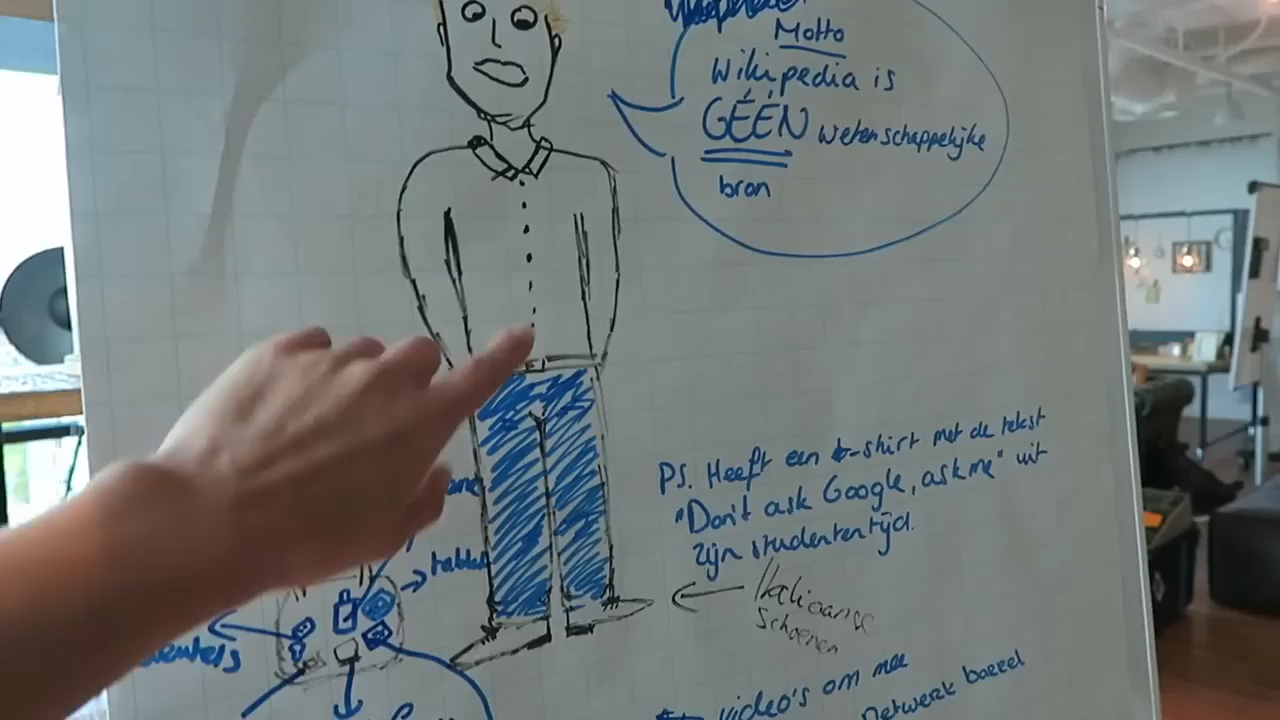 Motto
Wikipedia is
GÉÉN wetenschappelijke
bron
PS. Heeft een t-shirt met de tekst
"Don't ask Google, ask me" uit
zijn studententijd.
Italiaanse
schoenen
video's om mee
Netwerk borrel